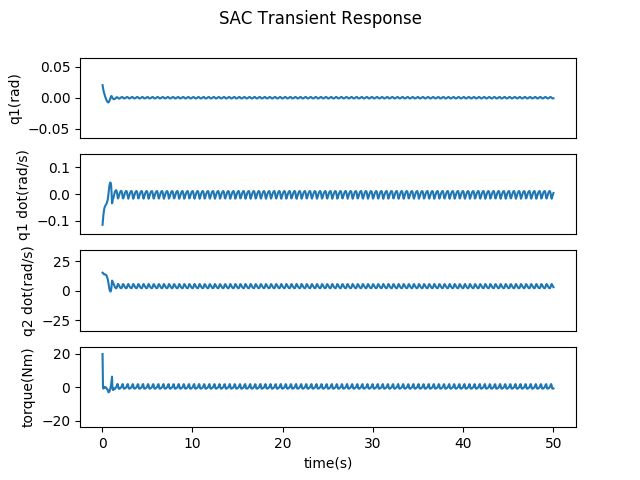 SAC Transient Response
q1(rad)
0.05
0.00
−0.05
q1 dot(rad/s)
0.1
0.0
−0.1
q2 dot(rad/s)
25
0
−25
torque(Nm)
20
0
−20
0 10 20 30 40 50
time(s)